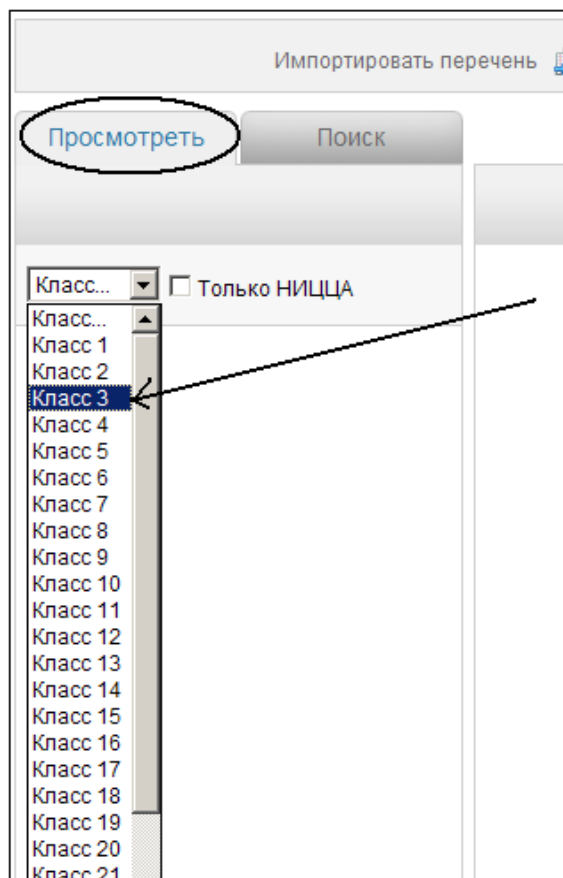 Импортировать перечень
Просмотреть Поиск
Класс... Только НИЦЦА
Класс...
Класс 1
Класс 2
Класс 3
Класс 4
Класс 5
Класс 6
Класс 7
Класс 8
Класс 9
Класс 10
Класс 11
Класс 12
Класс 13
Класс 14
Класс 15
Класс 16
Класс 17
Класс 18
Класс 19
Класс 20
Класс 21